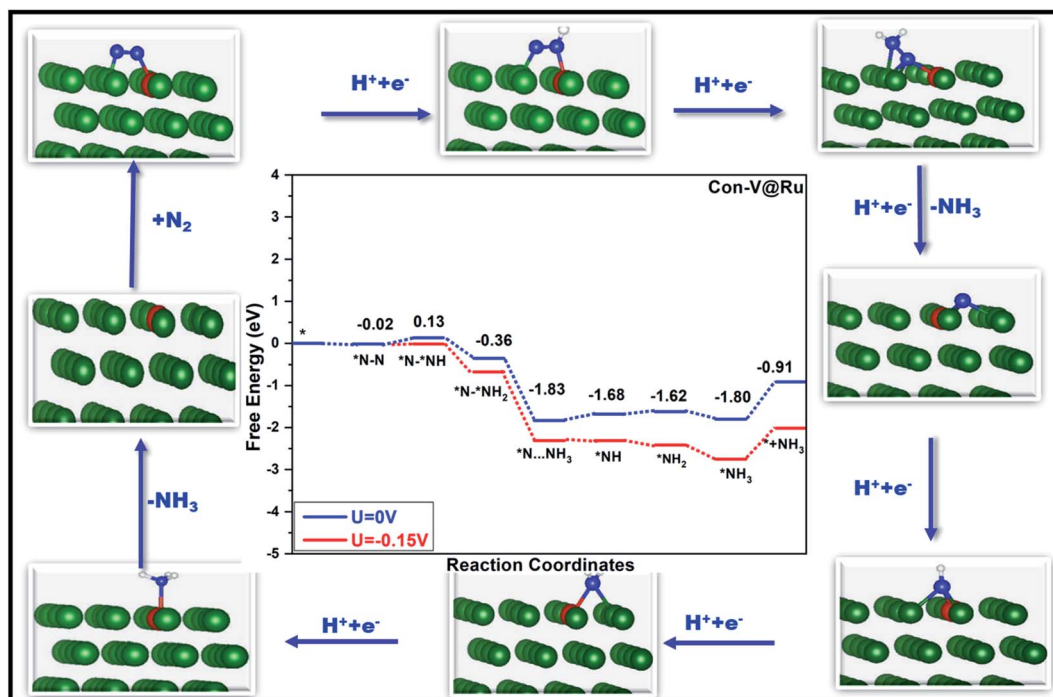 H⁺+e⁻
H⁺+e⁻
+N₂
H⁺+e⁻ -NH₃
H⁺+e⁻
-NH₃
H⁺+e⁻
H⁺+e⁻
Con-V@Ru
Free Energy (eV)
4
3
2
1
0
-1
-2
-3
-4
-5
*
-0.02
0.13
-0.36
-1.83
-1.68
-1.62
-1.80
-0.91
*N-N
*N-*NH
*N-*NH₂
*N...NH₃
*NH
*NH₂
*NH₃
*+NH₃
U=0V
U=-0.15V
Reaction Coordinates